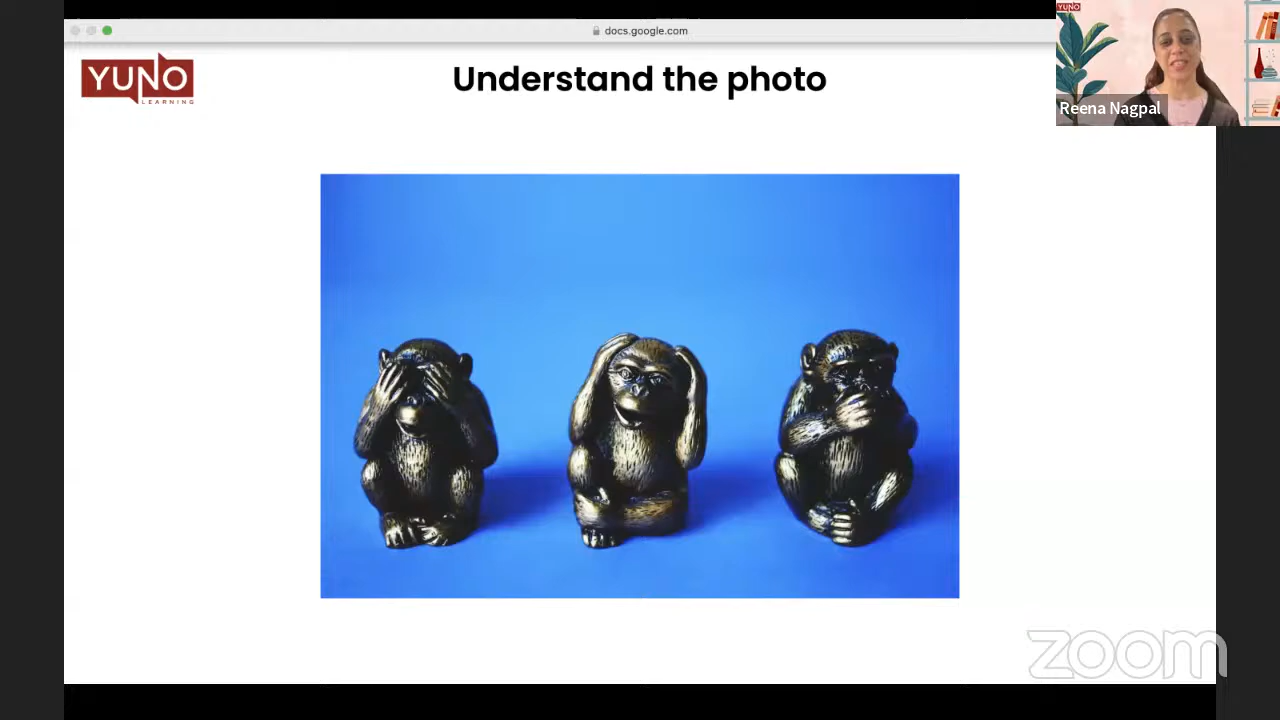 docs.google.com
YUNO
LEARNING
Understand the photo
YUNO
Reena Nagpal
zoom